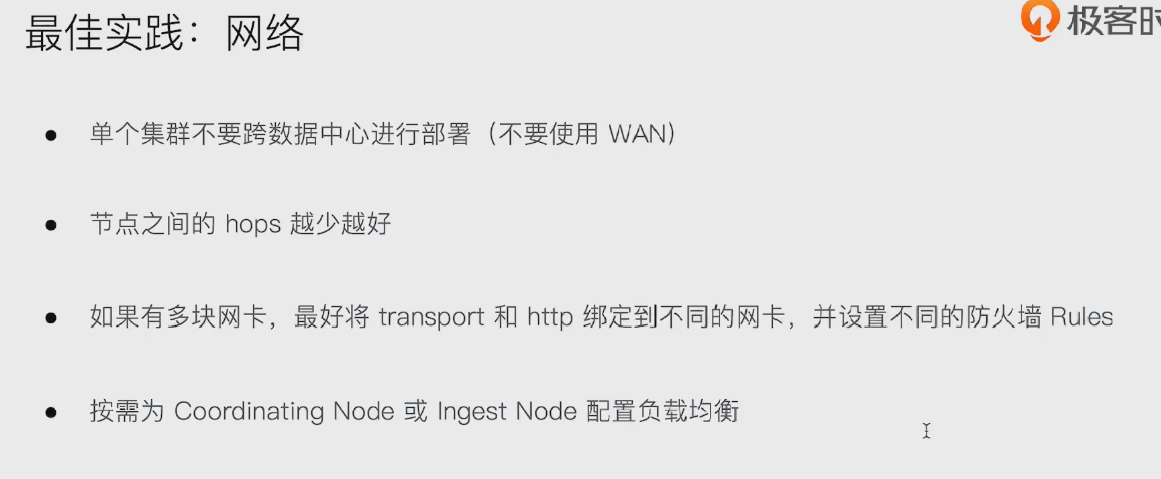 最佳实践：网络
极客时
● 单个集群不要跨数据中心进行部署（不要使用 WAN）
● 节点之间的 hops 越少越好
● 如果有多块网卡，最好将 transport 和 http 绑定到不同的网卡，并设置不同的防火墙 Rules
● 按需为 Coordinating Node 或 Ingest Node 配置负载均衡